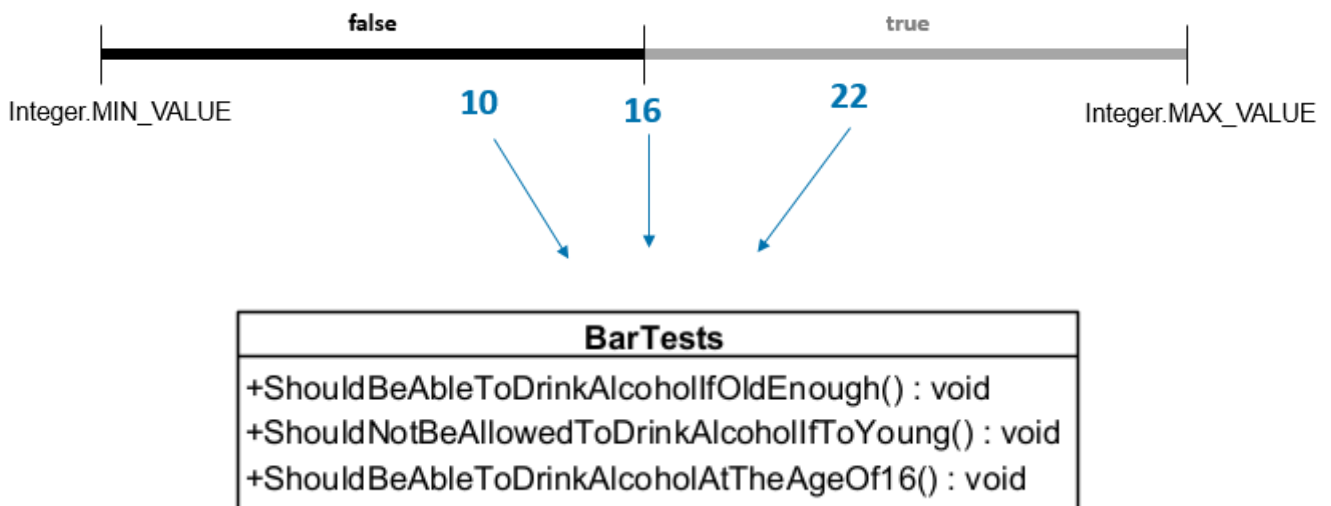 false true
Integer.MIN_VALUE 10 16 22 Integer.MAX_VALUE
BarTests
+ShouldBeAbleToDrinkAlcoholIfOldEnough() : void
+ShouldNotBeAllowedToDrinkAlcoholIfToYoung() : void
+ShouldBeAbleToDrinkAlcoholAtTheAgeOf16() : void